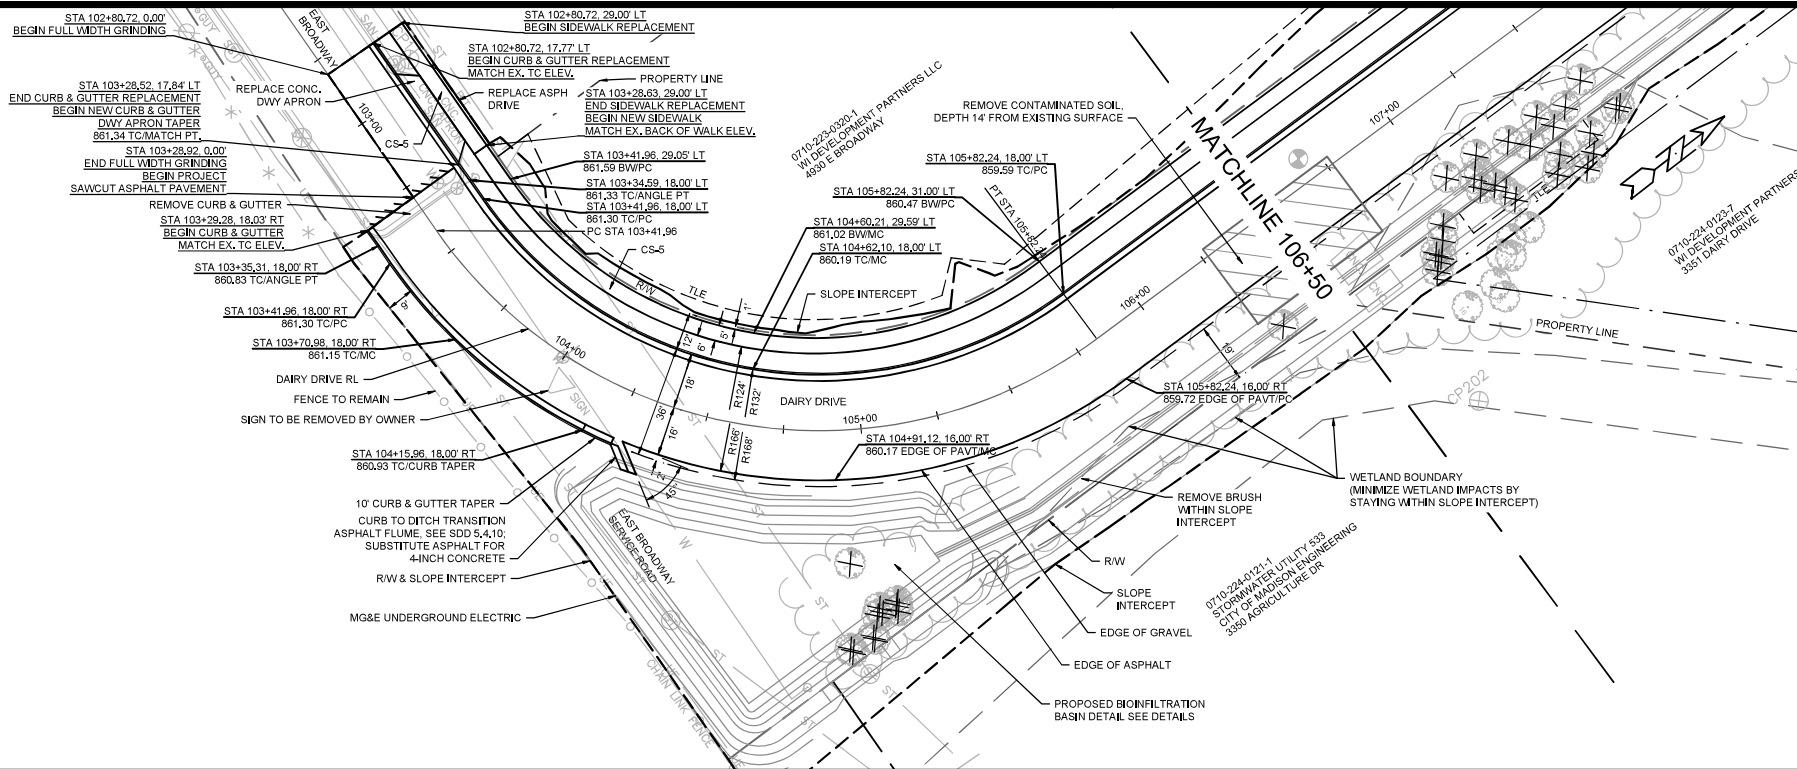 STA 102+80.72, 0.00'
BEGIN FULL WIDTH GRINDING
EAST
BROADWAY
STA 102+80.72, 29.00' LT
BEGIN SIDEWALK REPLACEMENT
STA 102+80.72, 17.77' LT
BEGIN CURB & GUTTER REPLACEMENT
MATCH EX. TC ELEV.
STA 103+28.52, 17.84' LT
END CURB & GUTTER REPLACEMENT
BEGIN NEW CURB & GUTTER
DWY APRON TAPER
861.34 TC/MATCH PT.
REPLACE CONC.
DWY APRON
REPLACE ASPH
DRIVE
PROPERTY LINE
STA 103+28.63, 29.00' LT
END SIDEWALK REPLACEMENT
BEGIN NEW SIDEWALK
MATCH EX. BACK OF WALK ELEV.
103+00
CS-5
STA 103+28.92, 0.00'
END FULL WIDTH GRINDING
BEGIN PROJECT
SAWCUT ASPHALT PAVEMENT
REMOVE CURB & GUTTER
STA 103+29.28, 18.03' RT
BEGIN CURB & GUTTER
MATCH EX. TC ELEV.
STA 103+41.96, 29.05' LT
861.59 BW/PC
STA 103+34.59, 18.00' LT
861.33 TC/ANGLE PT
STA 103+41.96, 18.00' LT
861.30 TC/PC
PC STA 103+41.96
CS-5
STA 103+35.31, 18.00' RT
860.83 TC/ANGLE PT
STA 103+41.96, 18.00' RT
861.30 TC/PC
STA 103+70.98, 18.00' RT
861.15 TC/MC
DAIRY DRIVE RL
FENCE TO REMAIN
SIGN TO BE REMOVED BY OWNER
STA 104+15.96, 18.00' RT
860.93 TC/CURB TAPER
10' CURB & GUTTER TAPER
CURB TO DITCH TRANSITION
ASPHALT FLUME, SEE SDD 5.4.10;
SUBSTITUTE ASPHALT FOR
4-INCH CONCRETE
R/W & SLOPE INTERCEPT
MG&E UNDERGROUND ELECTRIC
8'
104+00
SIGN
R/W
TLE
1'
5'
6'
12'
18'
36'
16'
2'
45°
R124'
R132'
R166'
R168'
DAIRY DRIVE
105+00
0710-223-0320-1
WI DEVELOPMENT PARTNERS LLC
4930 E BROADWAY
REMOVE CONTAMINATED SOIL,
DEPTH 14' FROM EXISTING SURFACE
STA 105+82.24, 18.00' LT
859.59 TC/PC
STA 105+82.24, 31.00' LT
860.47 BW/PC
STA 104+60.21, 29.59' LT
861.02 BW/MC
STA 104+62.10, 18.00' LT
860.19 TC/MC
SLOPE INTERCEPT
PT STA 105+82.24
106+00
MATCHLINE 106+50
107+00
TLE
0710-224-0123-7
WI DEVELOPMENT PARTNERS
3351 DAIRY DRIVE
PROPERTY LINE
19'
STA 105+82.24, 16.00' RT
859.72 EDGE OF PAVT/PC
CP202
STA 104+91.12, 16.00' RT
860.17 EDGE OF PAVT/MC
WETLAND BOUNDARY
(MINIMIZE WETLAND IMPACTS BY
STAYING WITHIN SLOPE INTERCEPT)
REMOVE BRUSH
WITHIN SLOPE
INTERCEPT
R/W
SLOPE
INTERCEPT
EDGE OF GRAVEL
EDGE OF ASPHALT
PROPOSED BIOINFILTRATION
BASIN DETAIL SEE DETAILS
0710-224-0121-1
STORMWATER UTILITY 533
CITY OF MADISON ENGINEERING
3350 AGRICULTURE DR
EAST BROADWAY
SERVICE ROAD
W
ST
ST
CHAIN LINK FENCE